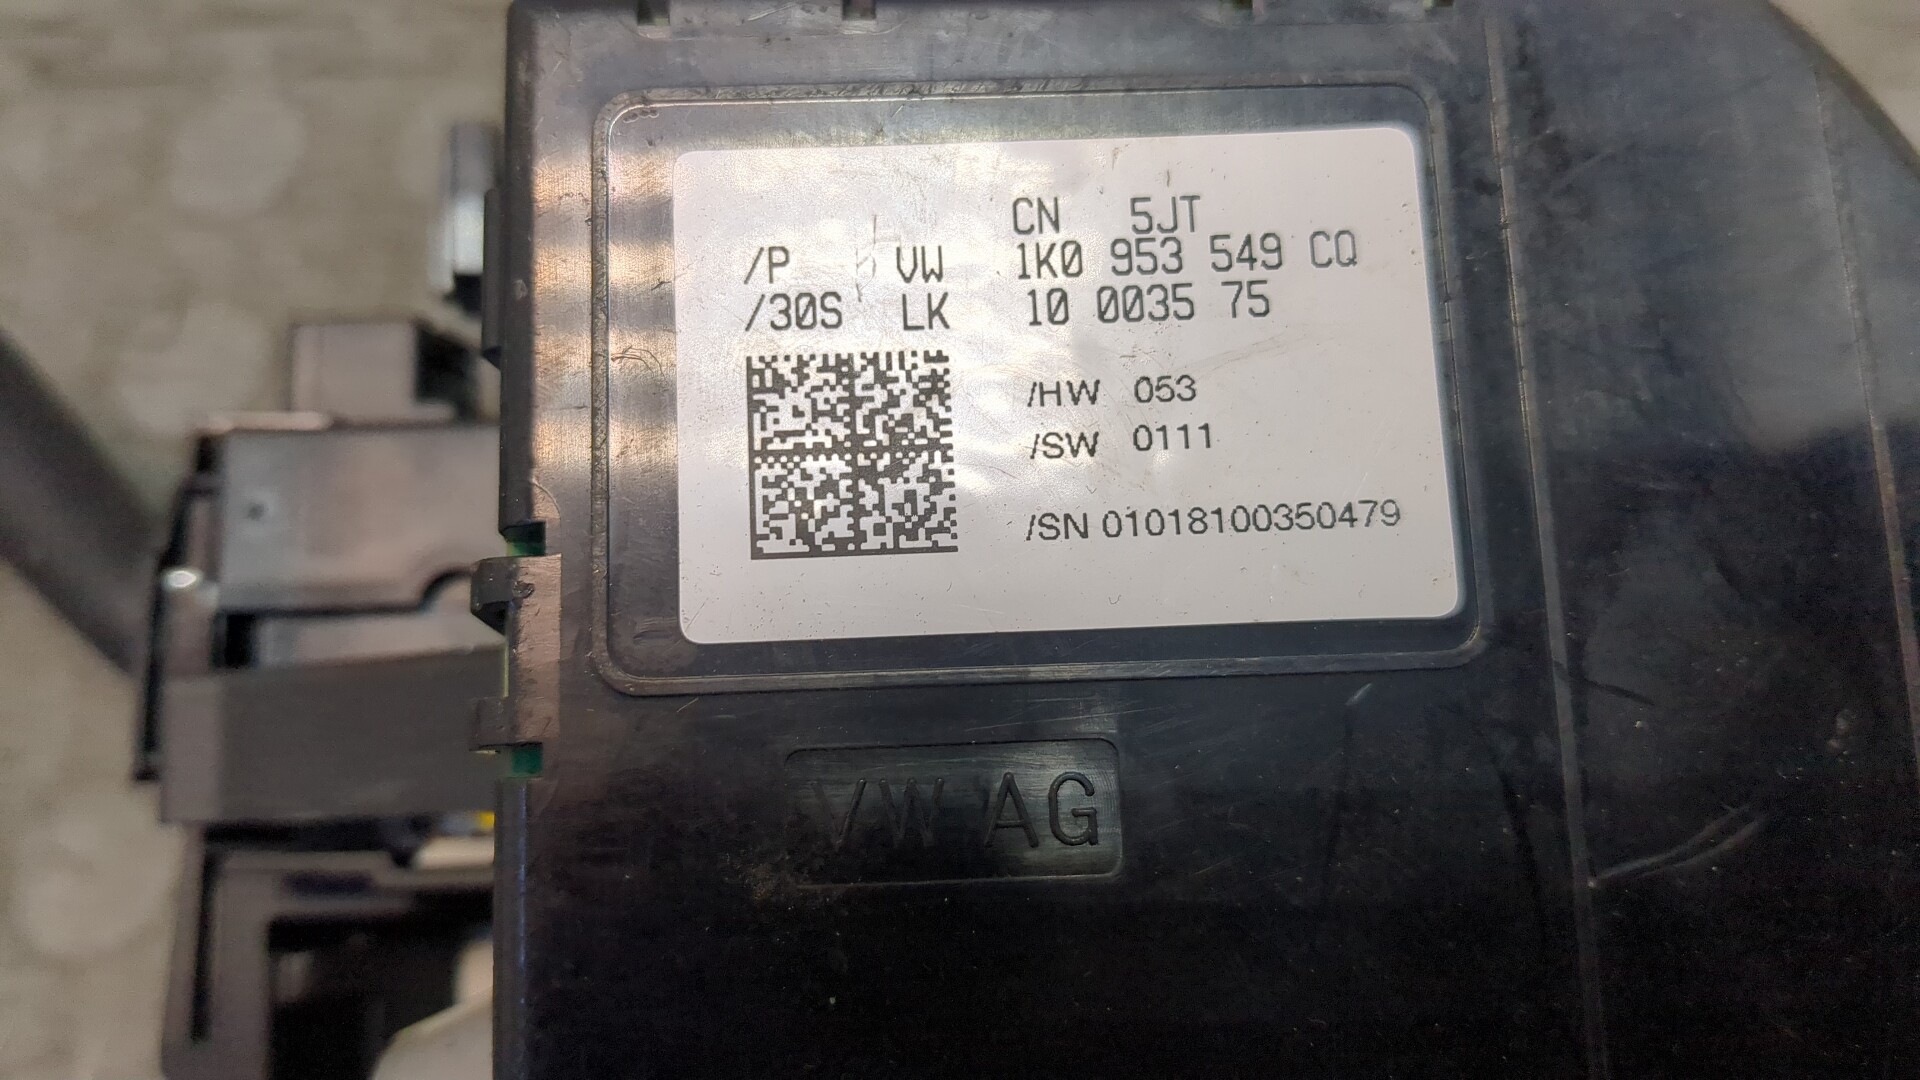 CN 5JT
/P VW 1K0 953 549 CQ
/30S LK 10 0035 75
/HW 053
/SW 0111
/SN 01018100350479
VW AG